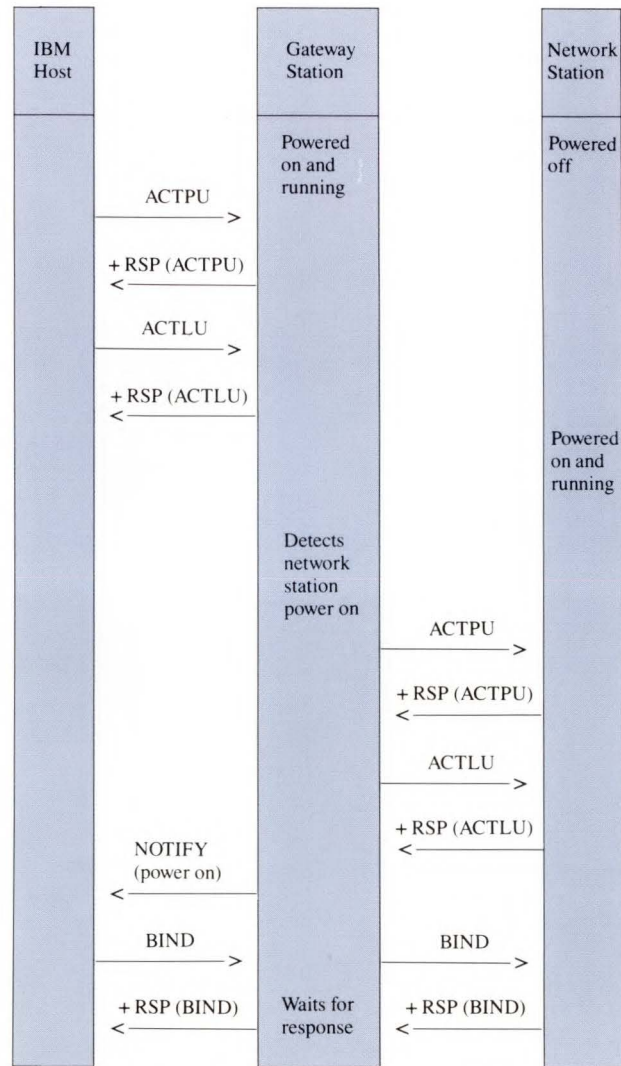 IBM
Host
Gateway
Station
Network
Station
Powered
on and
running
Powered
off
ACTPU
+ RSP (ACTPU)
ACTLU
+ RSP (ACTLU)
Powered
on and
running
Detects
network
station
power on
ACTPU
+ RSP (ACTPU)
ACTLU
+ RSP (ACTLU)
NOTIFY
(power on)
BIND
BIND
+ RSP (BIND)
Waits for
response
+ RSP (BIND)